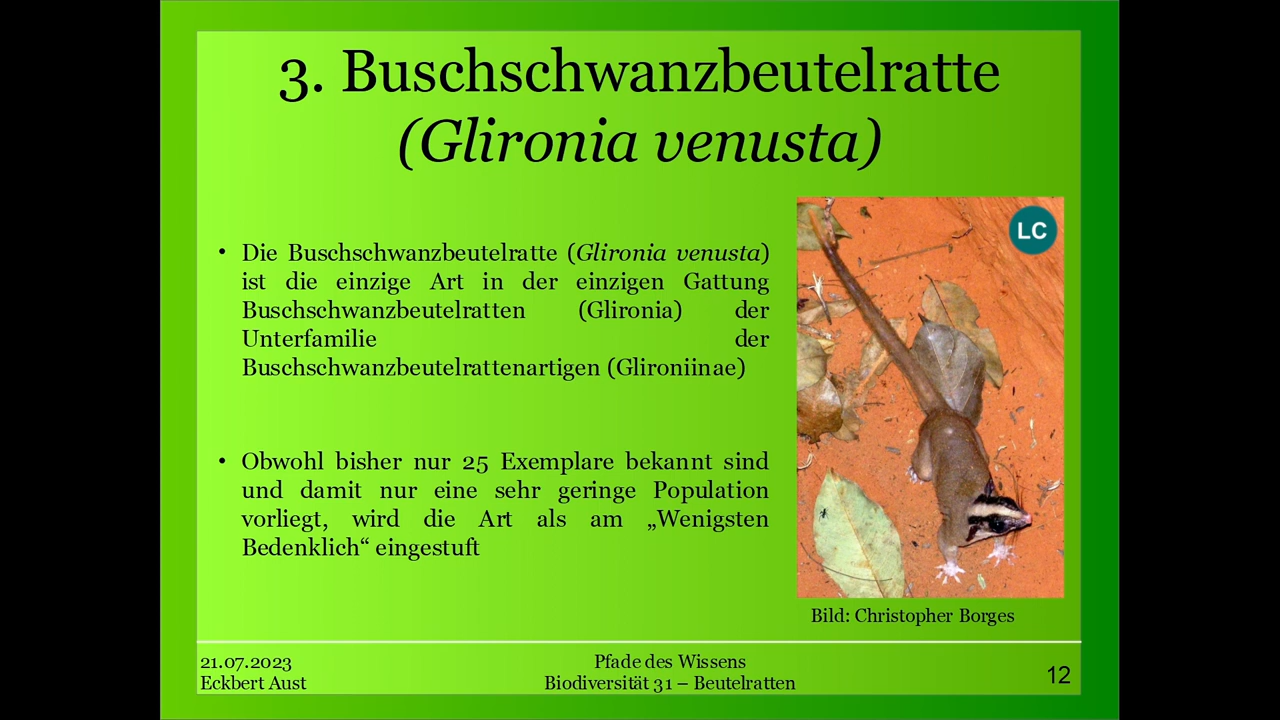 3. Buschschwanzbeutelratte
(Glironia venusta)
LC
• Die Buschschwanzbeutelratte (Glironia venusta)
ist die einzige Art in der einzigen Gattung
Buschschwanzbeutelratten (Glironia) der
Unterfamilie der
Buschschwanzbeutelrattenartigen (Glironiinae)
• Obwohl bisher nur 25 Exemplare bekannt sind
und damit nur eine sehr geringe Population
vorliegt, wird die Art als am „Wenigsten
Bedenklich“ eingestuft
Bild: Christopher Borges
21.07.2023
Eckbert Aust
Pfade des Wissens
Biodiversität 31 – Beutelratten
12